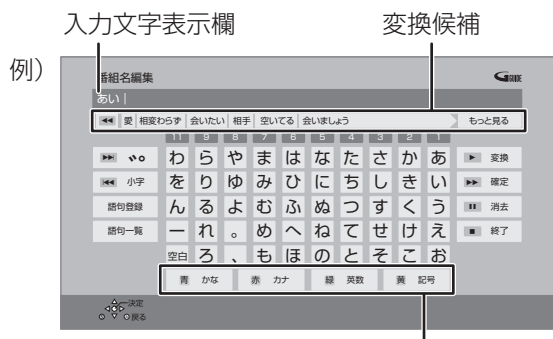 入力文字表示欄 変換候補
例)
番組名編集 GGUIDE
あい|
◀◀ 愛 相変わらず 会いたい 相手 空いてる 会いましょう もっと見る
11 9 8 7 6 5 4 3 2 1
▶▶| ゛゜ わ ら や ま は な た さ か あ ▶ 変換
|◀◀ 小字 を り ゆ み ひ に ち し き い ▶▶ 確定
語句登録 ん る よ む ふ ぬ つ す く う II 消去
語句一覧 ー れ 。 め へ ね て せ け え ■ 終了
空白 ろ 、 も ほ の と そ こ お
青 かな 赤 カナ 緑 英数 黄 記号
決定
戻る